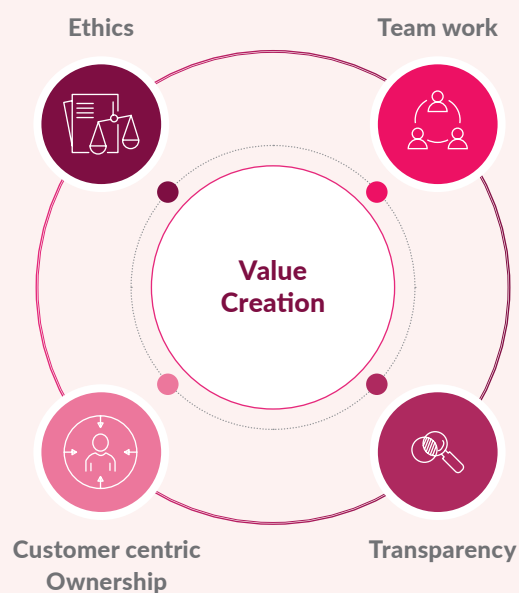 Ethics
Team work
Value
Creation
Customer centric
Ownership
Transparency